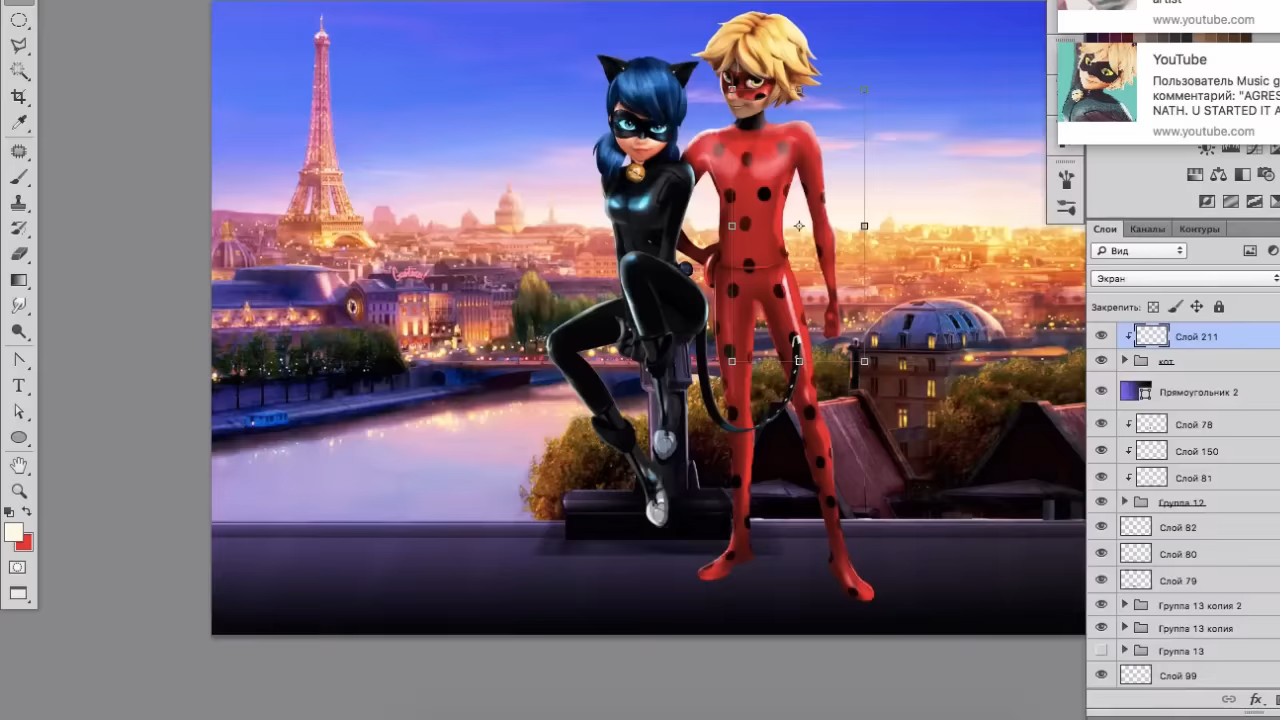 artist
www.youtube.com
YouTube
Пользователь Music g
комментарий: "AGRES
NATH. U STARTED IT A
www.youtube.com
Слои
Каналы
Контуры
Вид
Экран
Закрепить:
Слой 211
кот
Прямоугольник 2
Слой 78
Слой 150
Слой 81
Группа 12
Слой 82
Слой 80
Слой 79
Группа 13 копия 2
Группа 13 копия
Группа 13
Слой 99
fx